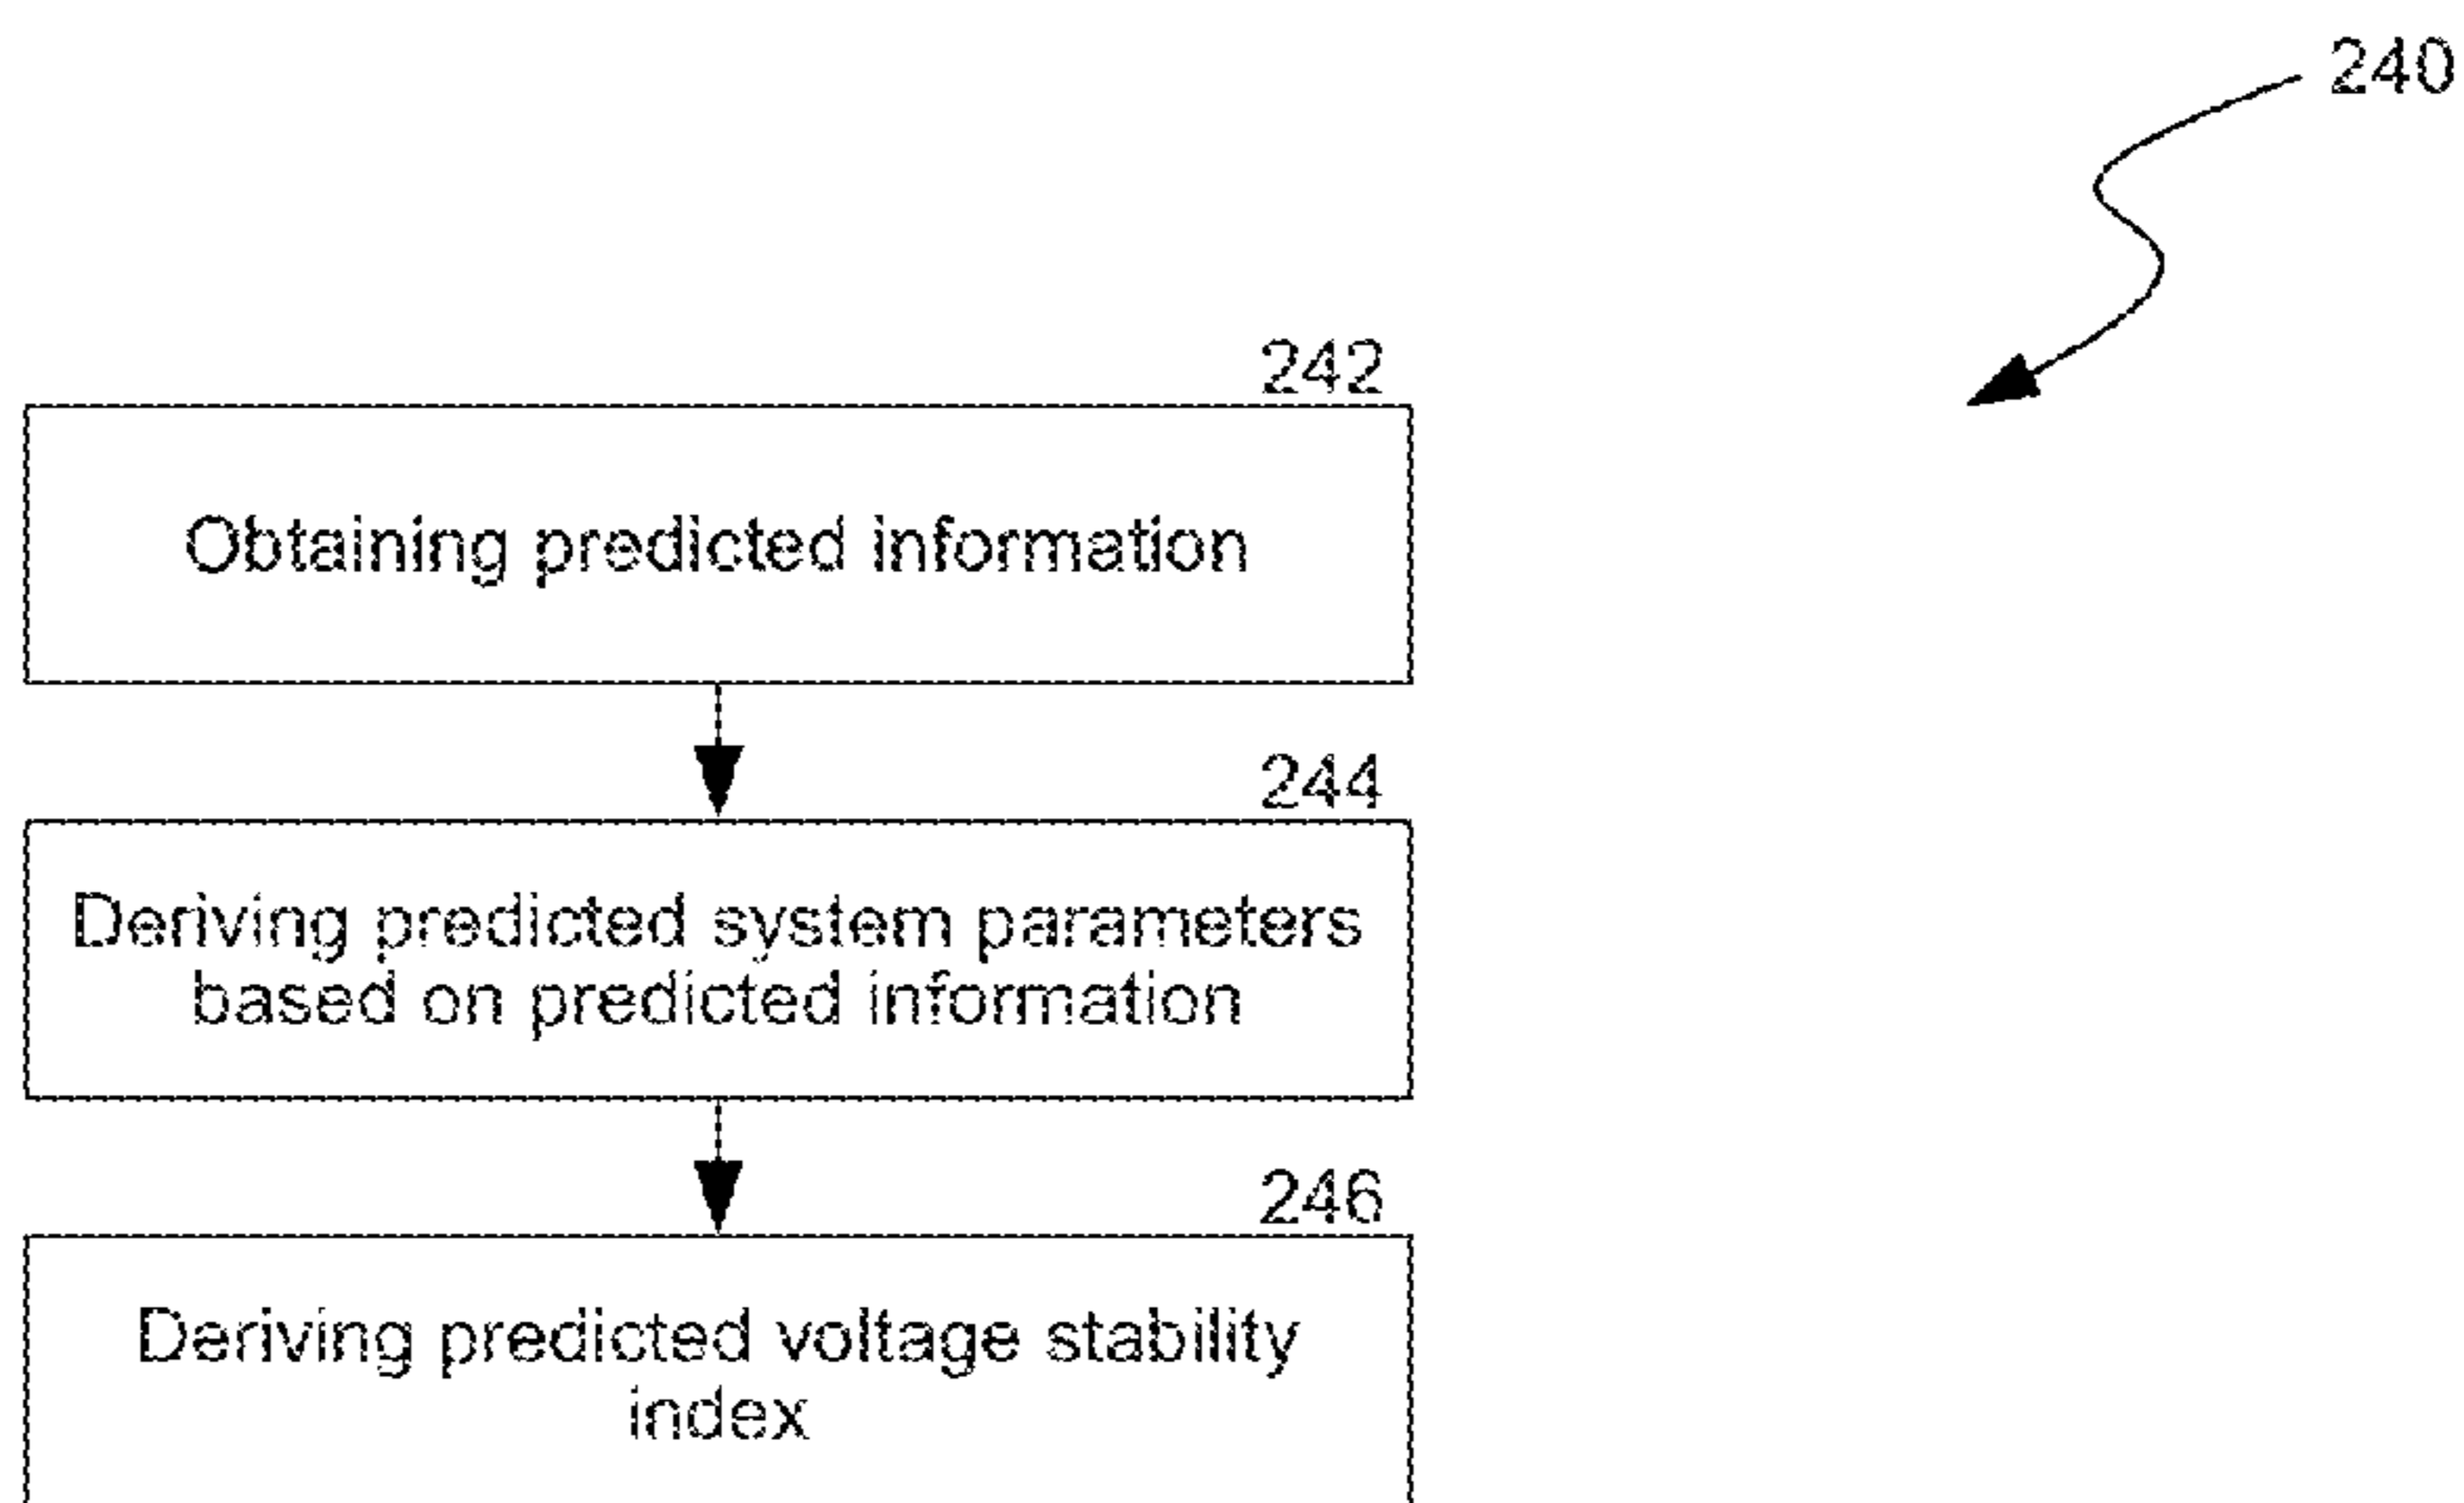 240
242
Obtaining predicted information
244
Deriving predicted system parameters
based on predicted information
246
Deriving predicted voltage stability
index